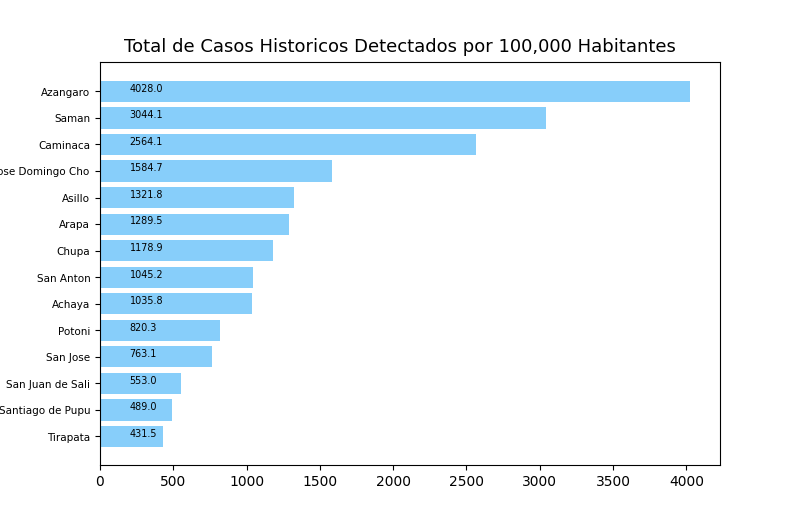 Total de Casos Historicos Detectados por 100,000 Habitantes
Azangaro 4028.0
Saman 3044.1
Caminaca 2564.1
ose Domingo Cho 1584.7
Asillo 1321.8
Arapa 1289.5
Chupa 1178.9
San Anton 1045.2
Achaya 1035.8
Potoni 820.3
San Jose 763.1
San Juan de Sali 553.0
Santiago de Pupu 489.0
Tirapata 431.5
0 500 1000 1500 2000 2500 3000 3500 4000